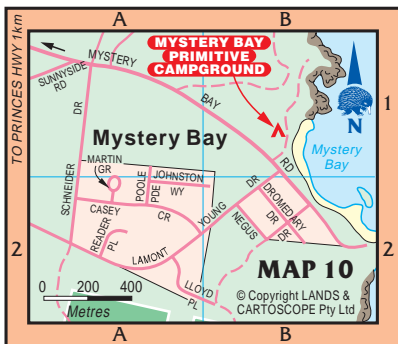 A B
TO PRINCES HWY 1km
MYSTERY BAY
PRIMITIVE
CAMPGROUND
MYSTERY
BAY
RD
SUNNYSIDE
RD
1
N
Mystery
Bay
Mystery Bay
SCHNEIDER
DR
MARTIN
GR
JOHNSTON
WY
POOLE
PDE
CASEY
CR
YOUNG
DR
DROMEDARY
DR
NEGUS
DR
READER
PL
LAMONT
LLOYD
PL
2 2
MAP 10
0 400
Metres
© Copyright LANDS &
CARTOSCOPE Pty Ltd
A B